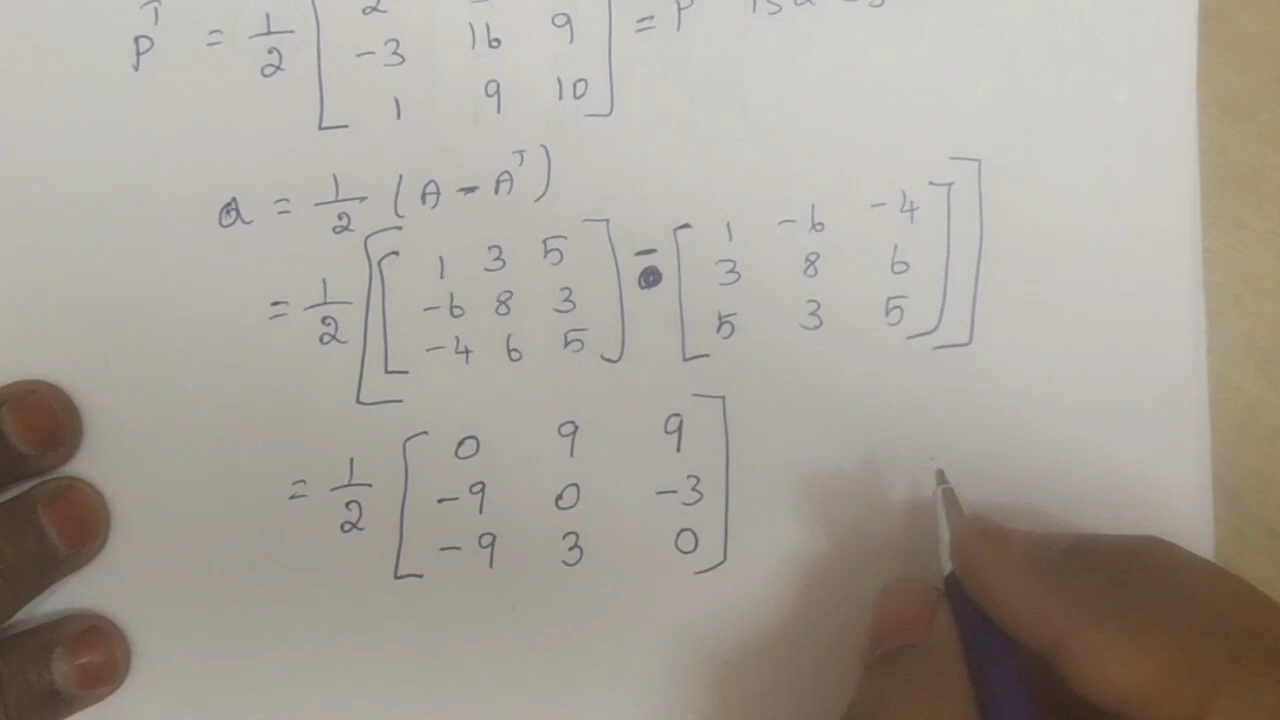 P^T = 1/2 [ 2
-3 16 9 = P is a
1 9 10 ]
Q = 1/2 (A - A^T)
= 1/2 [ [ 1 3 5 ; -6 8 3 ; -4 6 5 ] - [ 1 -6 -4 ; 3 8 6 ; 5 3 5 ] ]
= 1/2 [ 0 9 9 ; -9 0 -3 ; -9 3 0 ]